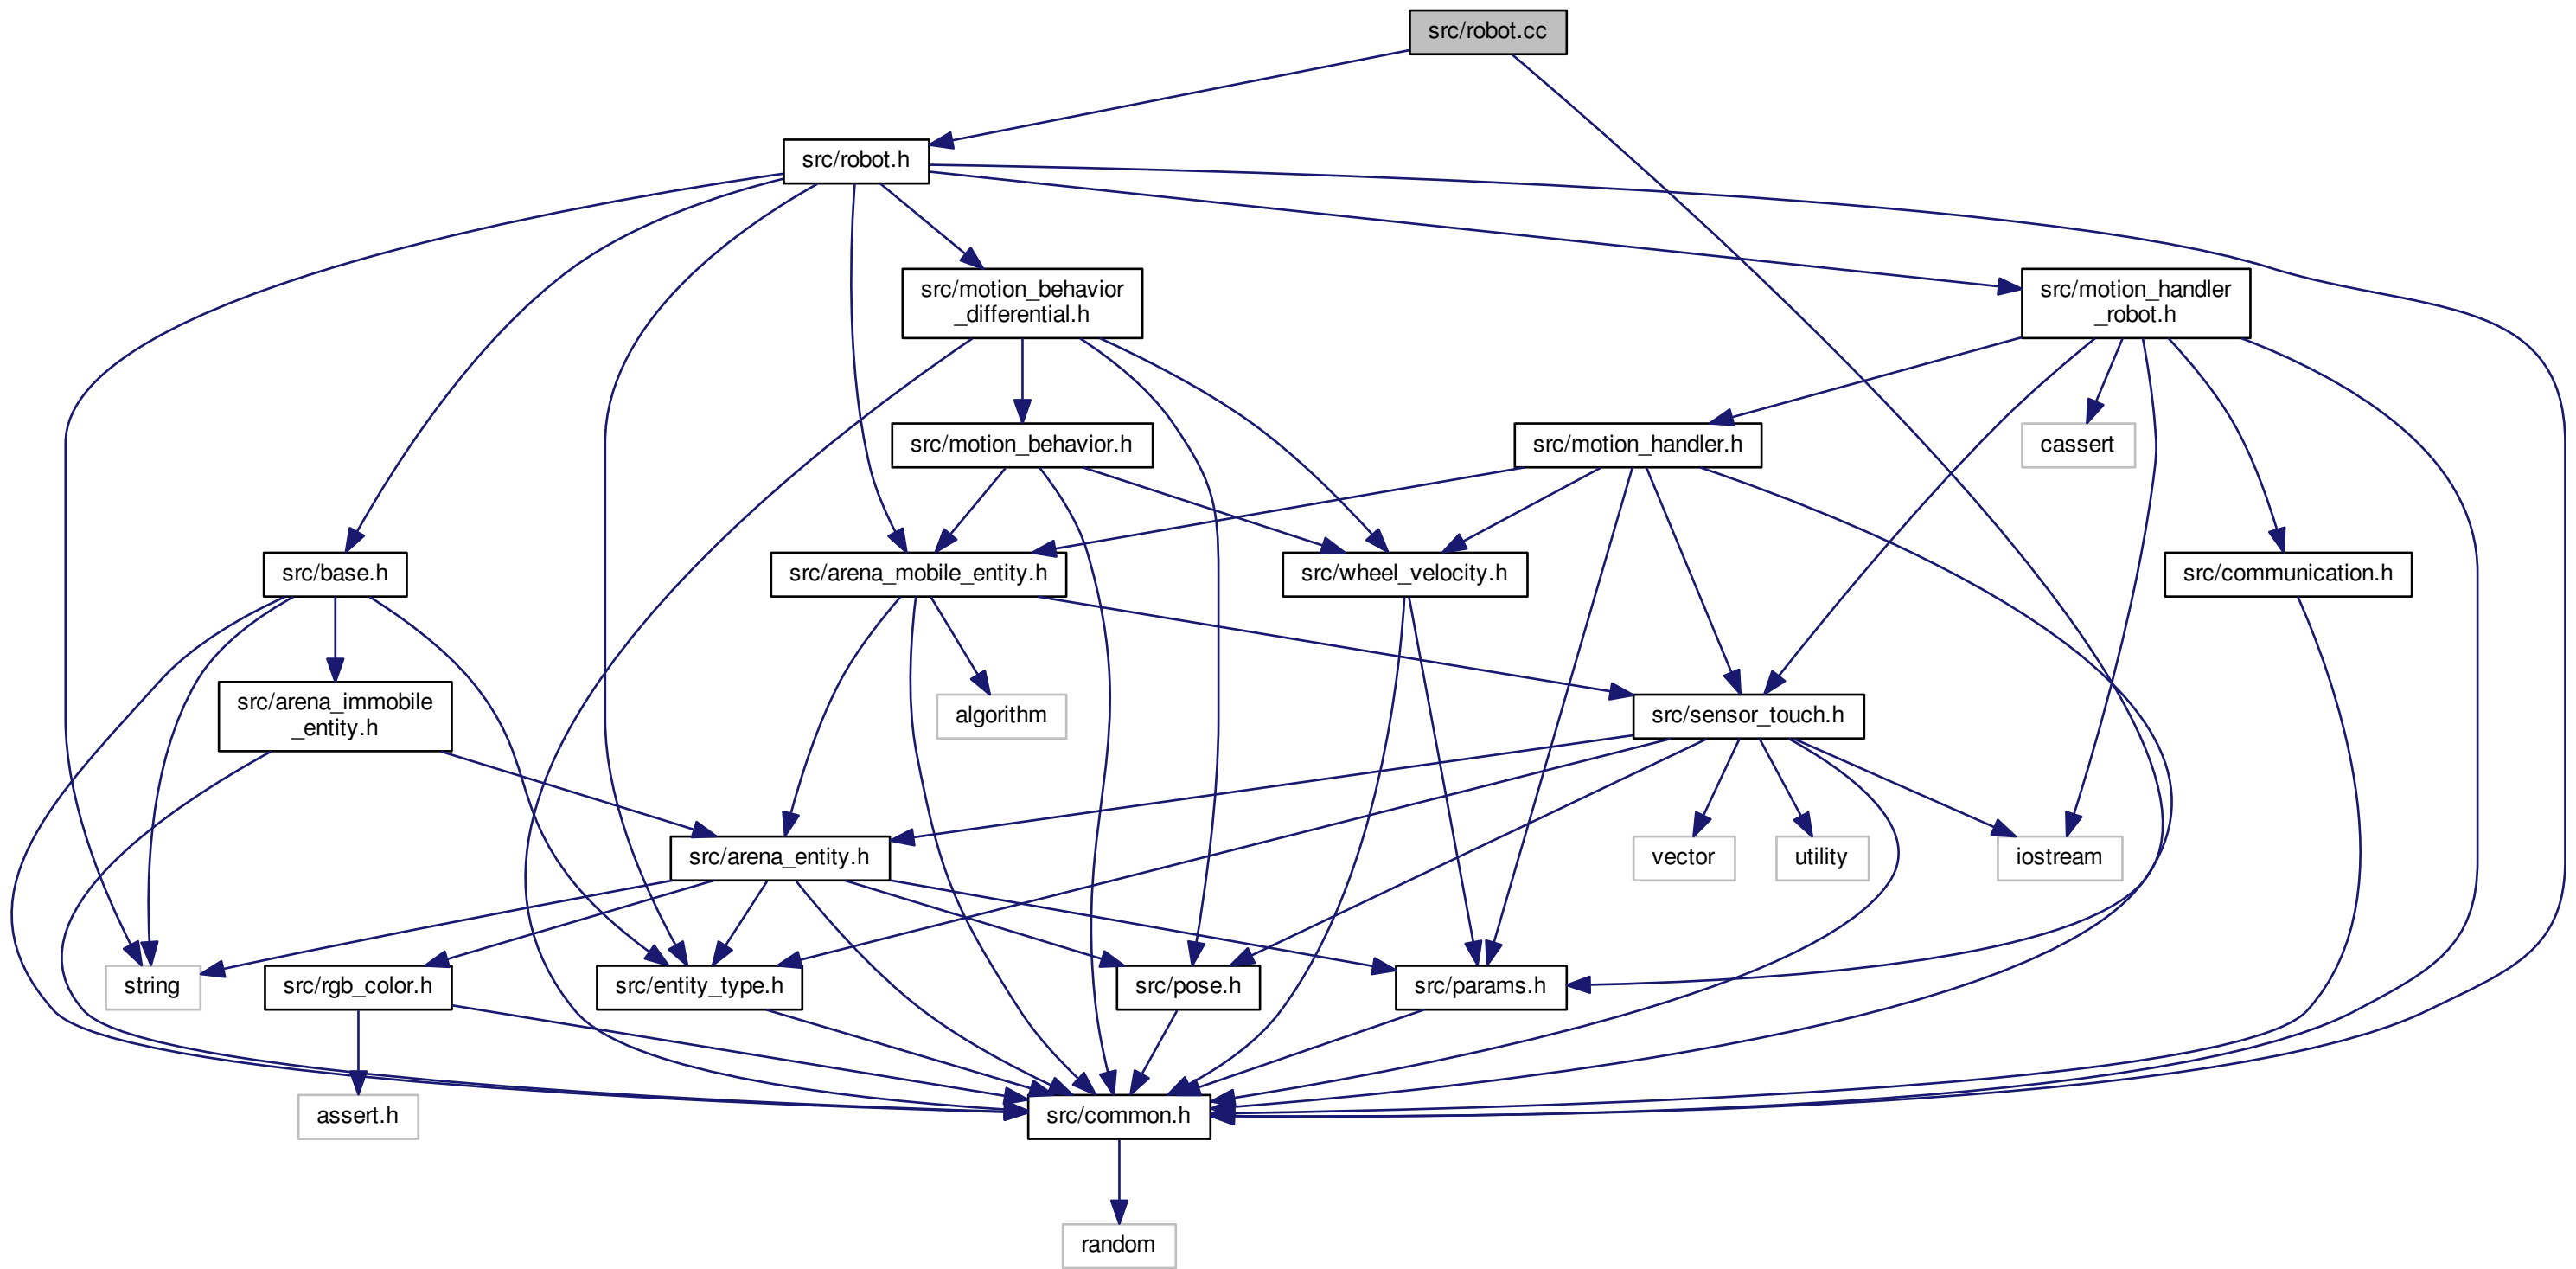 src/robot.cc
src/robot.h
src/motion_behavior
_differential.h
src/motion_handler
_robot.h
src/motion_behavior.h
src/motion_handler.h
cassert
src/base.h
src/arena_mobile_entity.h
src/wheel_velocity.h
src/communication.h
src/arena_immobile
_entity.h
algorithm
src/sensor_touch.h
src/arena_entity.h
vector
utility
iostream
string
src/rgb_color.h
src/entity_type.h
src/pose.h
src/params.h
assert.h
src/common.h
random